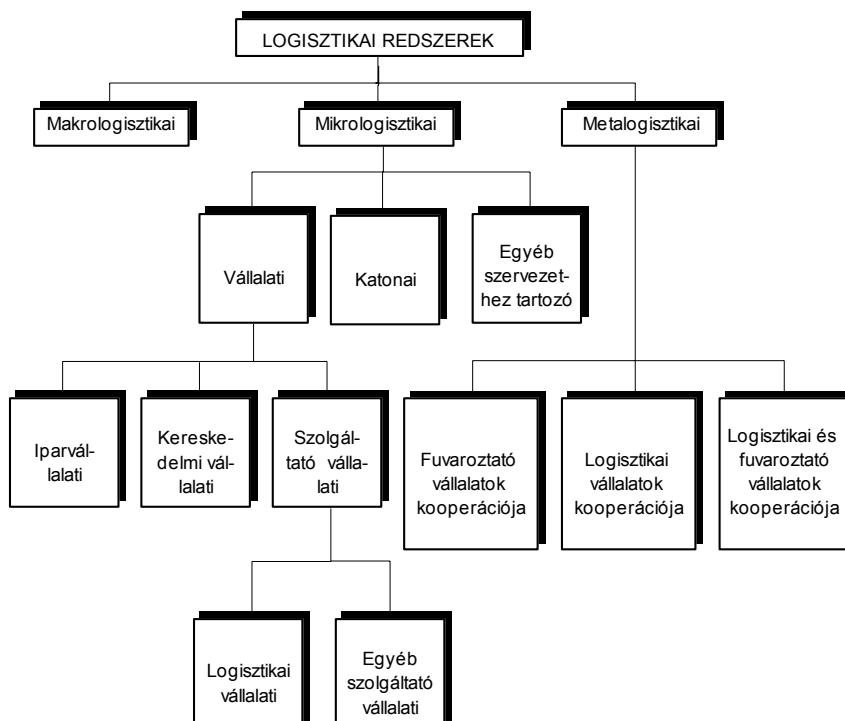 LOGISZTIKAI REDSZEREK
Makrologisztikai
Mikrologisztikai
Metalogisztikai
Vállalati
Katonai
Egyéb
szervezet-
hez tartozó
Iparvál-
lalati
Kereske-
delmi vál-
lalati
Szolgál-
tató válla-
lati
Fuvaroztató
vállalatok
kooperációja
Logisztikai
vállalatok
kooperációja
Logisztikai és
fuvaroztató
vállalatok
kooperációja
Logisztikai
vállalati
Egyéb
szolgáltató
vállalati